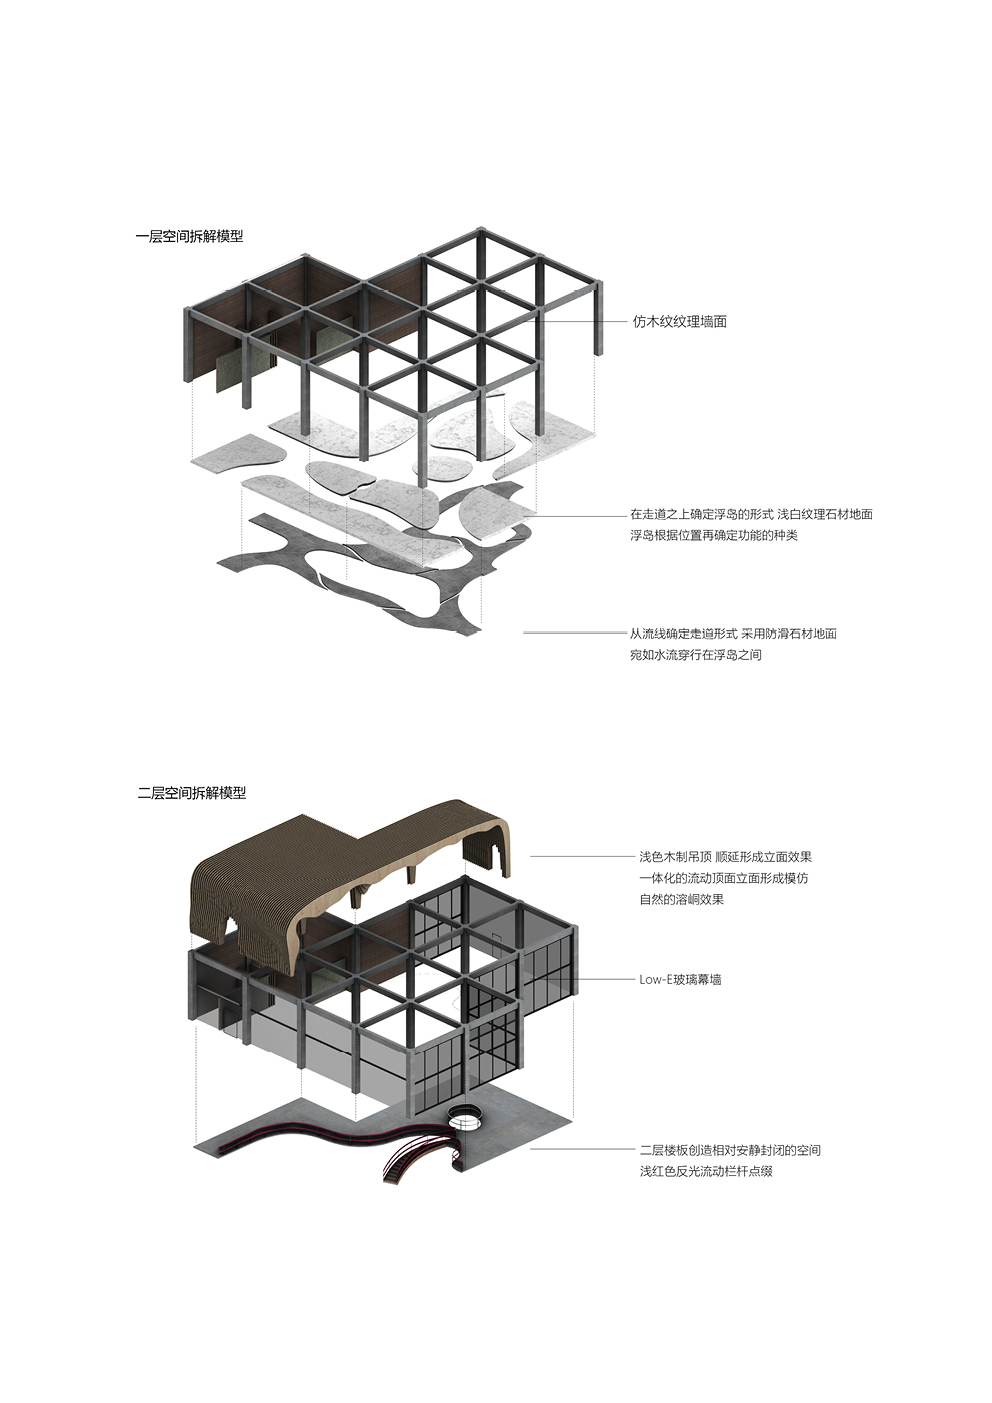 一层空间拆解模型
仿木纹纹理墙面
在走道之上确定浮岛的形式 浅白纹理石材地面
浮岛根据位置再确定功能的种类
从流线确定走道形式 采用防滑石材地面
宛如水流穿行在浮岛之间
二层空间拆解模型
浅色木制吊顶 顺延形成立面效果
一体化的流动顶面立面形成模仿
自然的溶峒效果
Low-E玻璃幕墙
二层楼板创造相对安静封闭的空间
浅红色反光流动栏杆点缀